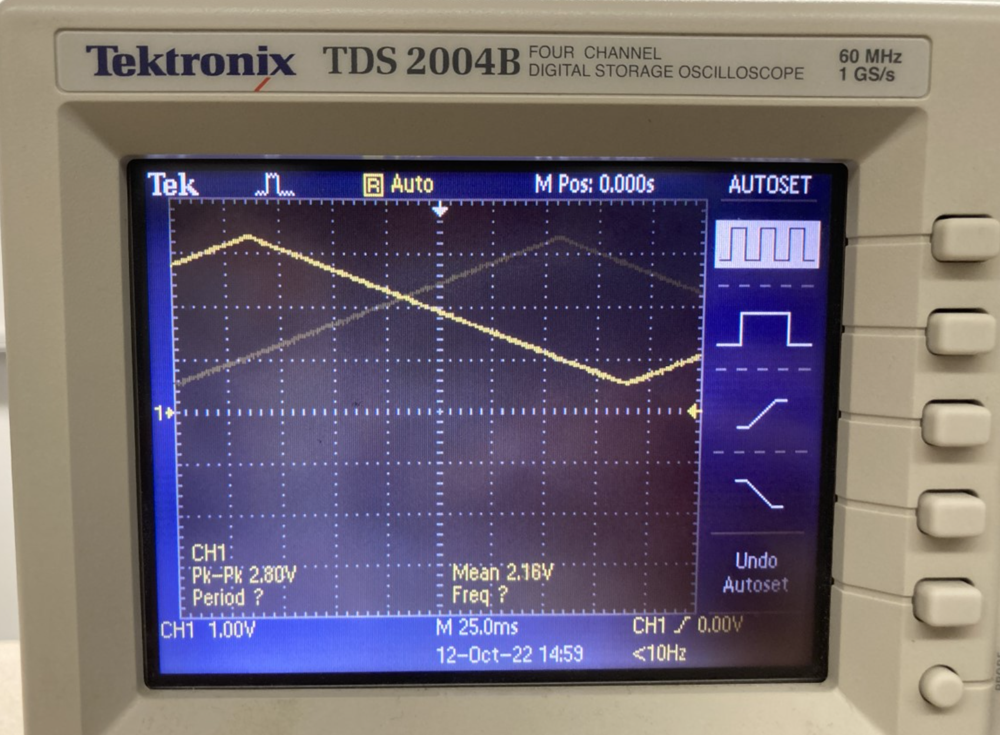 Tektronix TDS 2004B FOUR CHANNEL DIGITAL STORAGE OSCILLOSCOPE 60 MHz 1 GS/s
Tek R Auto M Pos: 0.000s AUTOSET
1
CH1
Pk-Pk 2.80V Mean 2.16V
Period ? Freq ?
Undo
Autoset
CH1 1.00V M 25.0ms CH1 0.00V
12-Oct-22 14:59 <10Hz